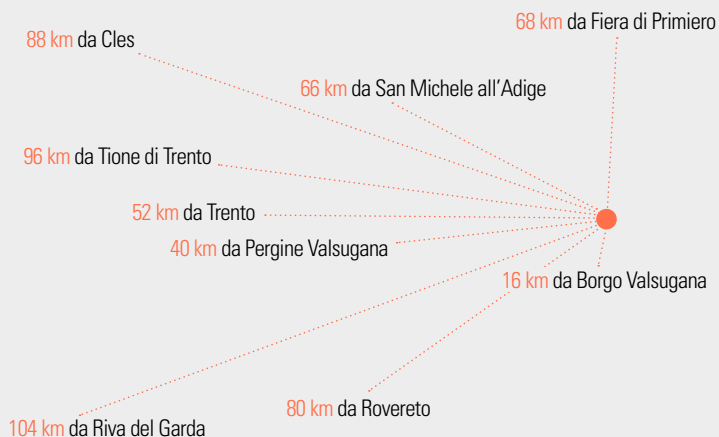 68 km da Fiera di Primiero
88 km da Cles
66 km da San Michele all'Adige
96 km da Tione di Trento
52 km da Trento
40 km da Pergine Valsugana
16 km da Borgo Valsugana
80 km da Rovereto
104 km da Riva del Garda